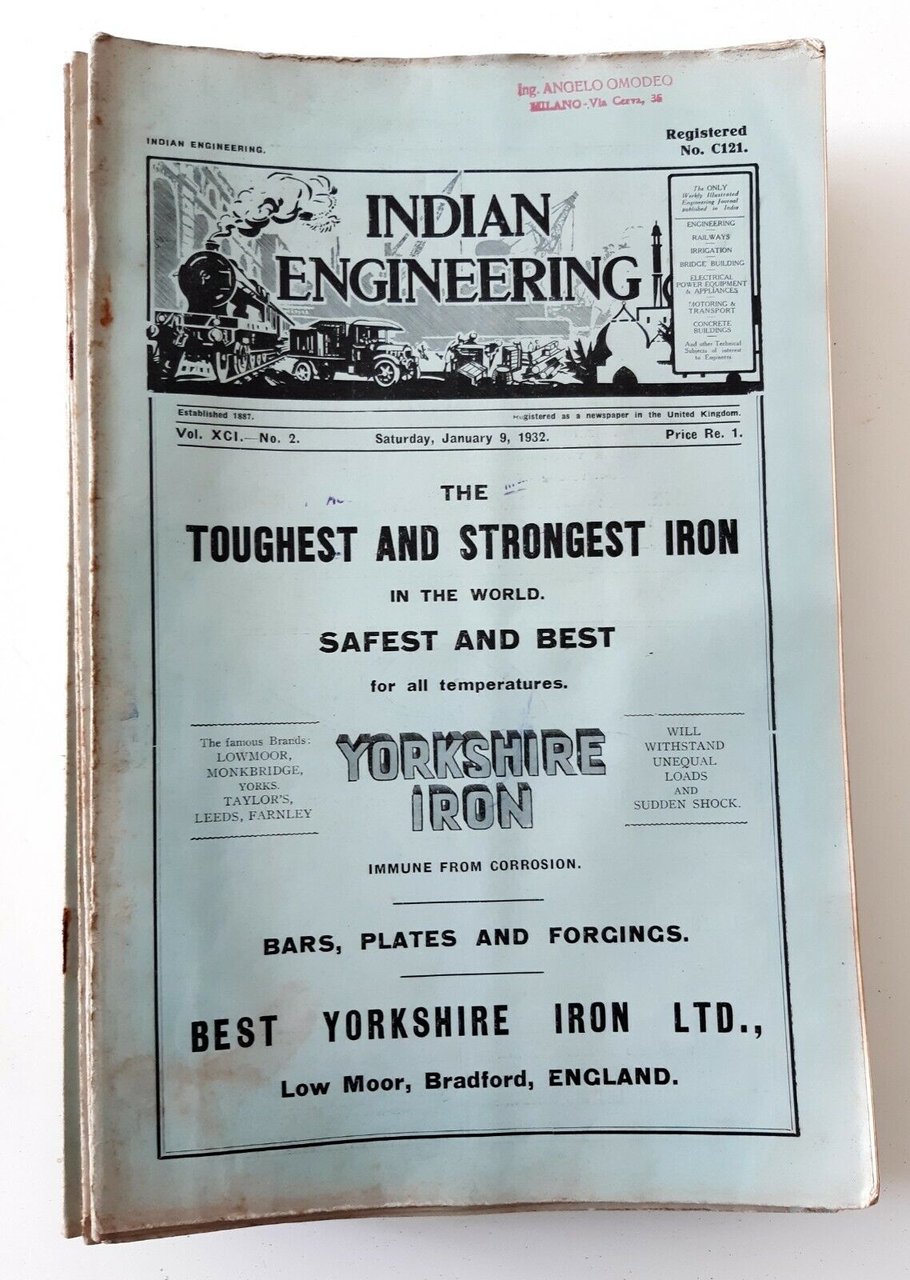 Ing. ANGELO OMODEO
MILANO - Via Cerva, 36
INDIAN ENGINEERING.
Registered
No. C121.
INDIAN
ENGINEERING
The ONLY
Weekly Illustrated
Engineering Journal
published in India
ENGINEERING
RAILWAYS
IRRIGATION
BRIDGE BUILDING
ELECTRICAL
POWER EQUIPMENT
& APPLIANCES
MOTORING &
TRANSPORT
CONCRETE
BUILDINGS
And other Technical
Subjects of interest
to Engineers
Established 1887.
Registered as a newspaper in the United Kingdom.
Vol. XCI.—No. 2.
Saturday, January 9, 1932.
Price Re. 1.
THE
TOUGHEST AND STRONGEST IRON
IN THE WORLD.
SAFEST AND BEST
for all temperatures.
The famous Brands:
LOWMOOR,
MONKBRIDGE,
YORKS.
TAYLOR'S,
LEEDS, FARNLEY
YORKSHIRE
IRON
WILL
WITHSTAND
UNEQUAL
LOADS
AND
SUDDEN SHOCK.
IMMUNE FROM CORROSION.
BARS, PLATES AND FORGINGS.
BEST YORKSHIRE IRON LTD.,
Low Moor, Bradford, ENGLAND.